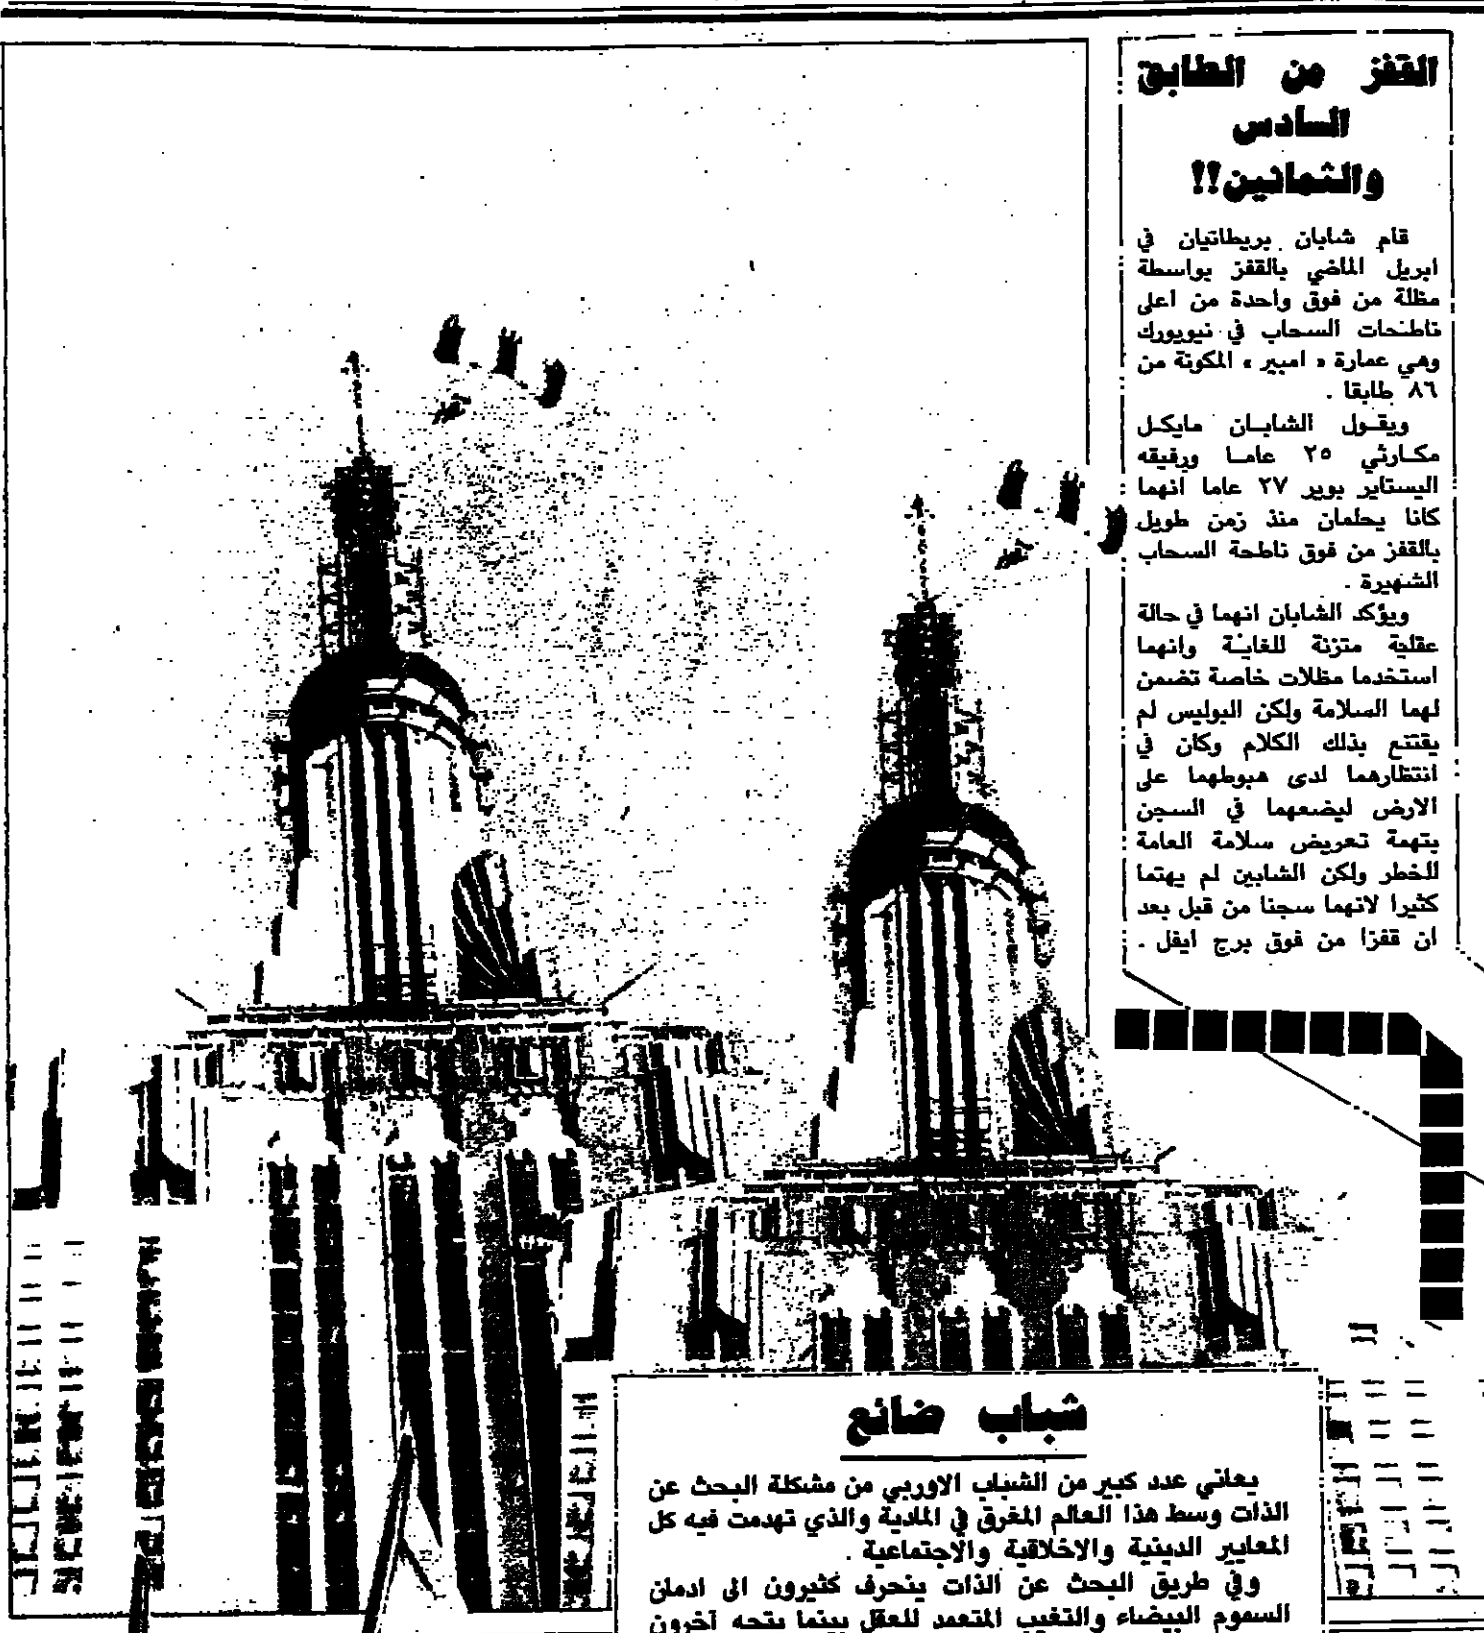 القفز من الطابق
السادس
والثمانين!!
قام شابان بريطانيان في
ابريل الماضي بالقفز بواسطة
مظلة من فوق واحدة من اعلى
ناطحات السحاب في نيويورك
وهي عمارة « امبير » المكونة من
٨٦ طابقا .
ويقول الشابان مايكل
مكارثي ٢٥ عاما ورفيقه
اليستاير بوير ٢٧ عاما انهما
كانا يحلمان منذ زمن طويل
بالقفز من فوق ناطحة السحاب
الشهيرة .
ويؤكد الشابان انهما في حالة
عقلية متزنة للغاية وانهما
استخدما مظلات خاصة تضمن
لهما السلامة ولكن البوليس لم
يقتنع بذلك الكلام وكان في
انتظارهما لدى هبوطهما على
الارض ليضعهما في السجن
بتهمة تعريض سلامة العامة
للخطر ولكن الشابين لم يهتما
كثيرا لانهما سجنا من قبل بعد
ان قفزا من فوق برج ايفل .
شباب ضائع
يعاني عدد كبير من الشباب الاوربي من مشكلة البحث عن
الذات وسط هذا العالم المغرق في المادية والذي تهدمت فيه كل
المعايير الدينية والاخلاقية والاجتماعية .
وفي طريق البحث عن الذات ينحرف كثيرون الى ادمان
السموم البيضاء والتغييب المتعمد للعقل بينما يتجه آخرون